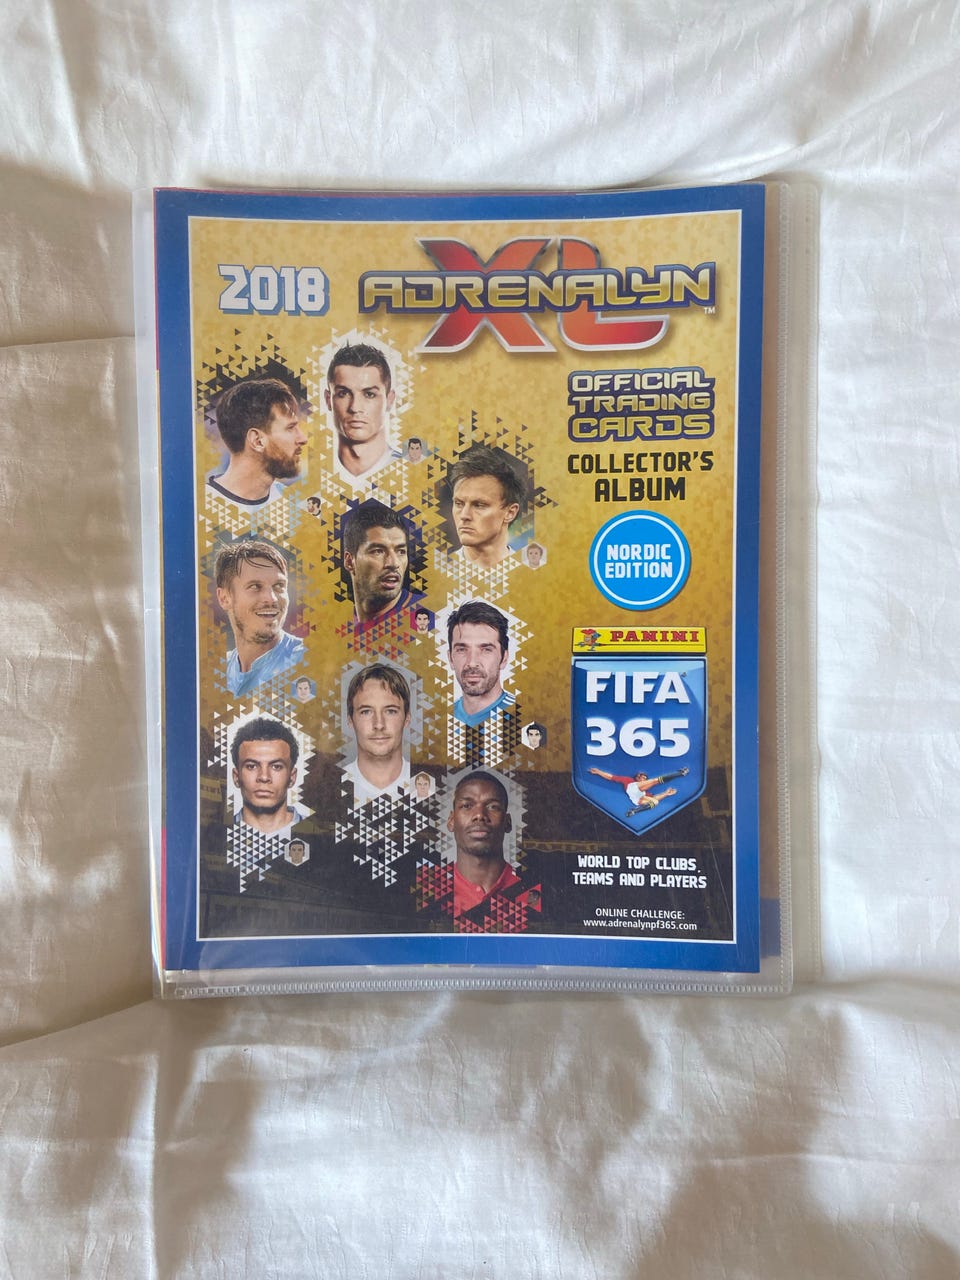 2018
ADRENALYN
XL
™
OFFICIAL
TRADING
CARDS
COLLECTOR'S
ALBUM
NORDIC
EDITION
PANINI
FIFA
365
WORLD TOP CLUBS,
TEAMS AND PLAYERS
ONLINE CHALLENGE:
www.adrenalynpf365.com